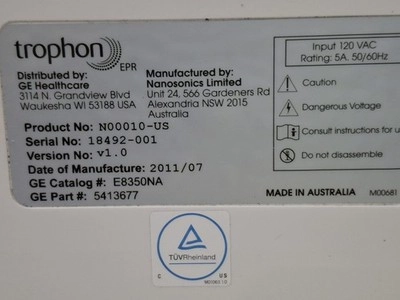 trophon
EPR
Distributed by:
GE Healthcare
3114 N. Grandview Blvd
Waukesha WI 53188 USA
Manufactured by:
Nanosonics Limited
Unit 24, 566 Gardeners Rd
Alexandria NSW 2015
Australia
Product No: N00010-US
Serial No: 18492-001
Version No: v1.0
Date of Manufacture: 2011/07
GE Catalog #: E8350NA
GE Part #: 5413677
Input 120 VAC
Rating: 5A. 50/60Hz
Caution
Dangerous Voltage
Consult instructions for u
Do not disassemble
MADE IN AUSTRALIA
M00681
TÜVRheinland
C US